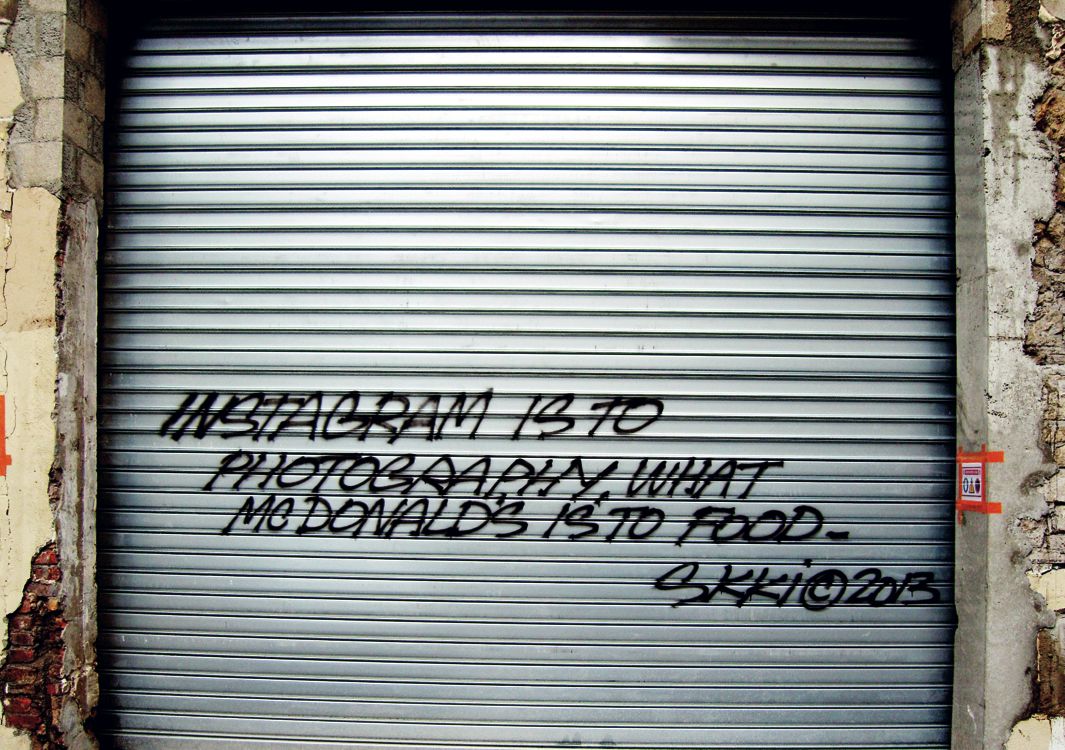 INSTAGRAM IS TO
PHOTOGRAPHY WHAT
MCDONALD'S IS TO FOOD-
SKKi©2013